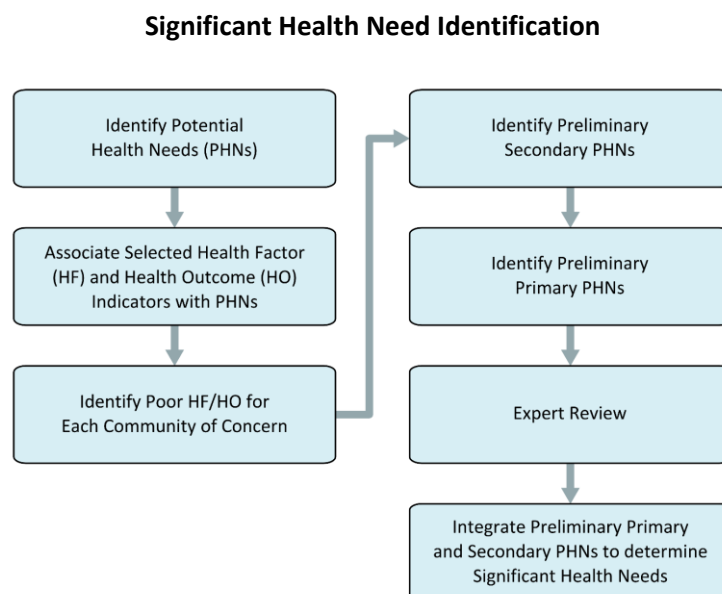 Significant Health Need Identification
Identify Potential
Health Needs (PHNs)
Associate Selected Health Factor
(HF) and Health Outcome (HO)
Indicators with PHNs
Identify Poor HF/HO for
Each Community of Concern
Identify Preliminary
Secondary PHNs
Identify Preliminary
Primary PHNs
Expert Review
Integrate Preliminary Primary
and Secondary PHNs to determine
Significant Health Needs